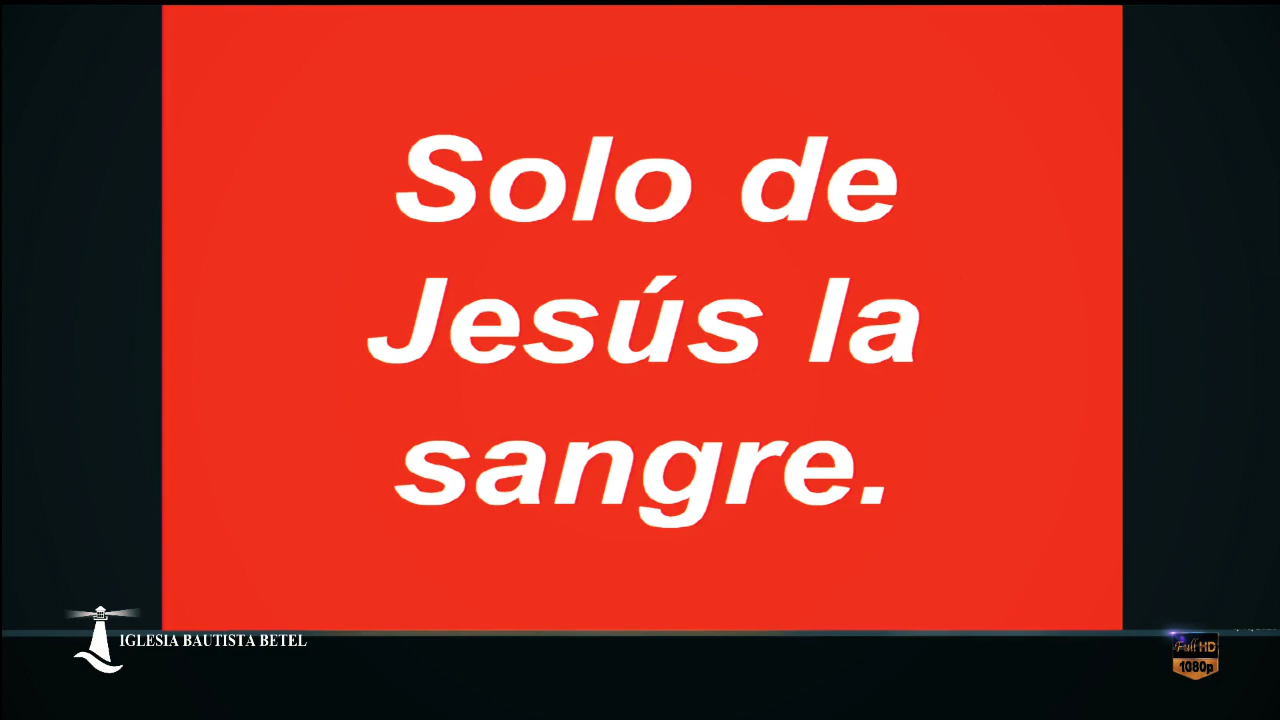 Solo de
Jesús la
sangre.
IGLESIA BAUTISTA BETEL
Full HD
1080p